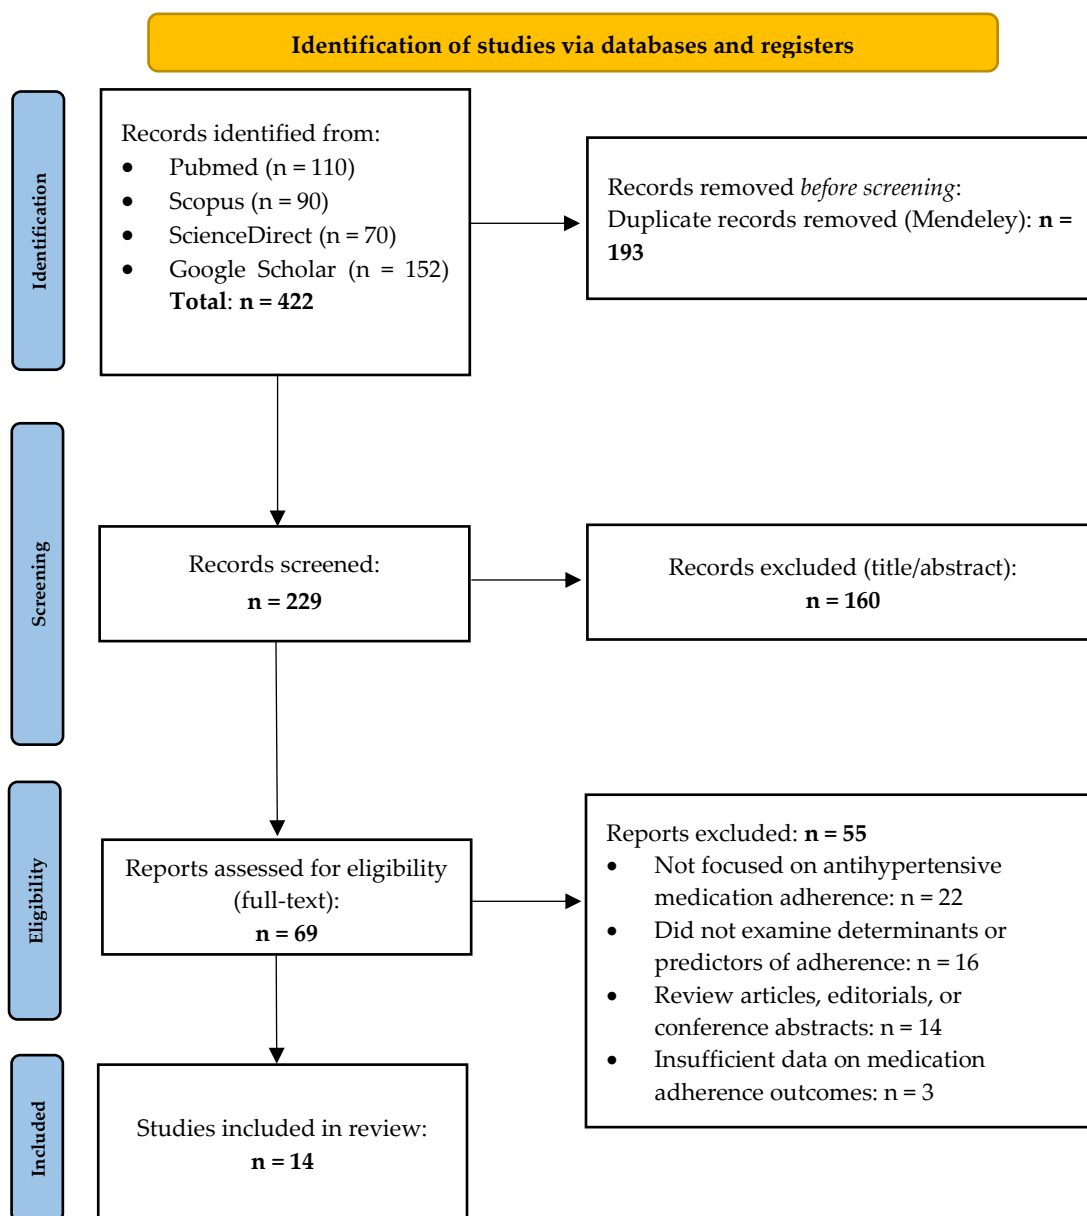 Identification of studies via databases and registers
Identification
Records identified from:
• Pubmed (n = 110)
• Scopus (n = 90)
• ScienceDirect (n = 70)
• Google Scholar (n = 152)
Total: n = 422
Records removed before screening:
Duplicate records removed (Mendeley): n =
193
Screening
Records screened:
n = 229
Records excluded (title/abstract):
n = 160
Eligibility
Reports assessed for eligibility
(full-text):
n = 69
Reports excluded: n = 55
• Not focused on antihypertensive
medication adherence: n = 22
• Did not examine determinants or
predictors of adherence: n = 16
• Review articles, editorials, or
conference abstracts: n = 14
• Insufficient data on medication
adherence outcomes: n = 3
Included
Studies included in review:
n = 14